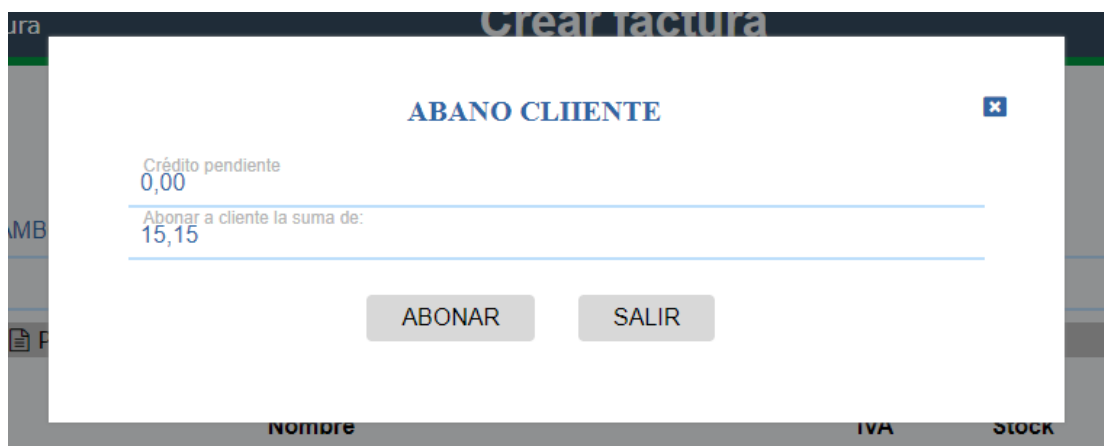 ura
Crear factura
ABANO CLIIENTE
Crédito pendiente
0,00
AMB
Abonar a cliente la suma de:
15,15
ABONAR SALIR
P
Nombre IVA Stock